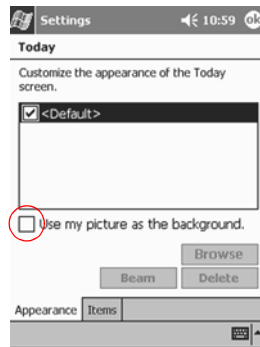 Settings 10:59 ok
Today
Customize the appearance of the Today
screen.
<Default>
Use my picture as the background.
Browse
Beam Delete
Appearance Items